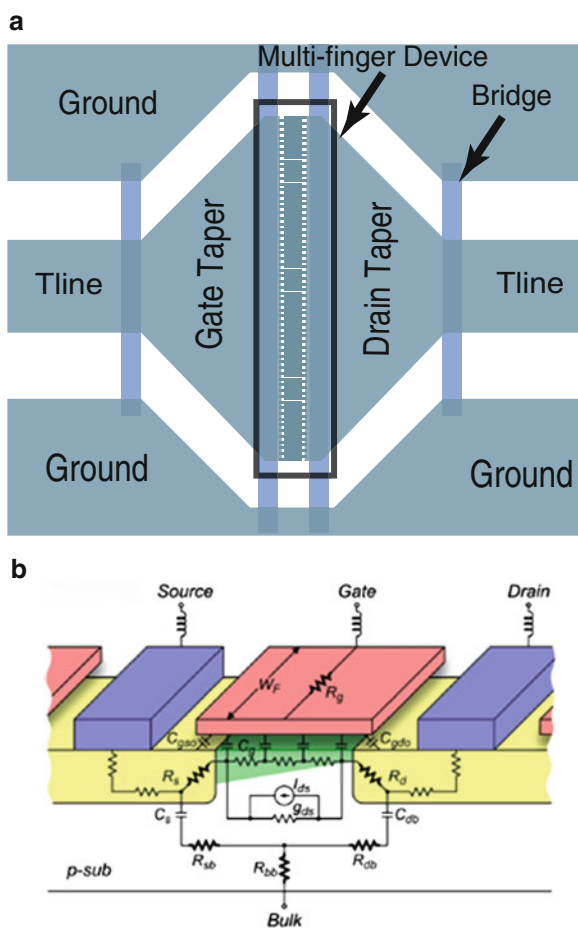 a
Multi-finger Device
Ground
Bridge
Gate Taper
Drain Taper
Tline
Tline
Ground
Ground
b
Source
Gate
Drain
W_F
R_g
C_gso
C_g
C_gdo
R_s
R_d
I_ds
g_ds
C_s
C_db
R_sb
R_bb
R_db
p-sub
Bulk